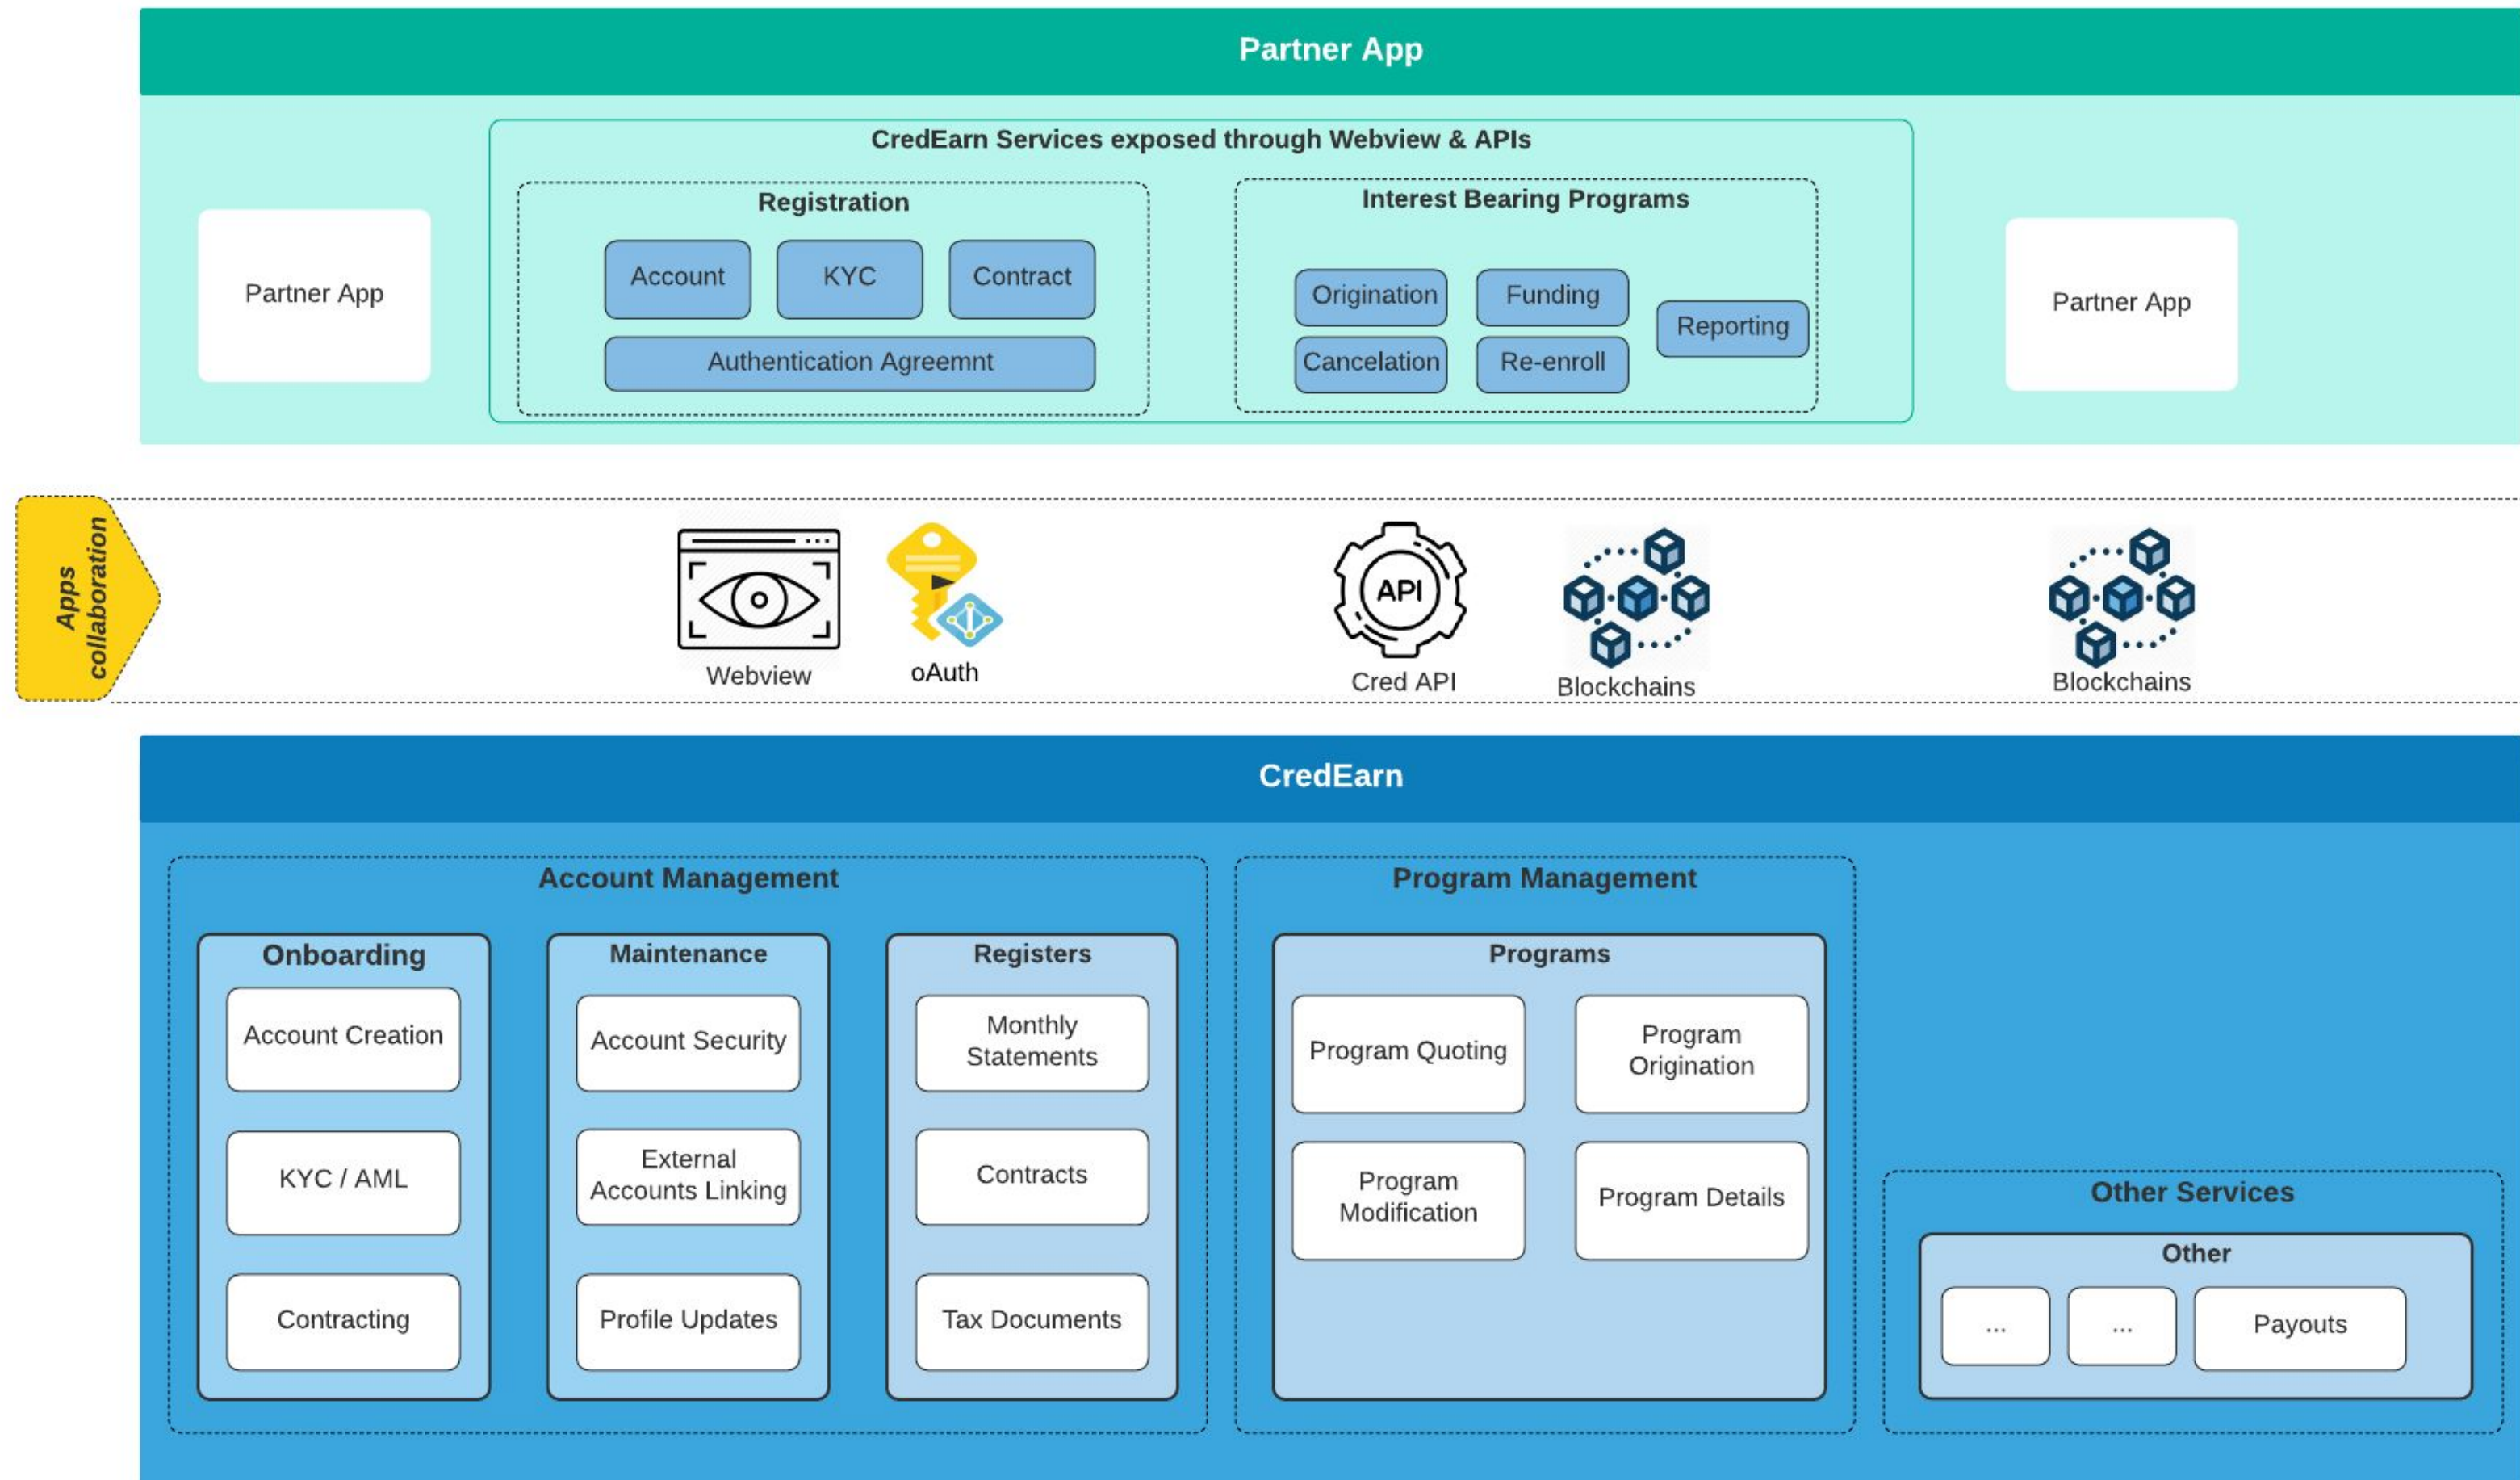 Partner App
CredEarn Services exposed through Webview & APIs
Registration
Interest Bearing Programs
Partner App
Account
KYC
Contract
Authentication Agreemnt
Origination
Funding
Reporting
Cancelation
Re-enroll
Partner App
Apps
collaboration
Webview
oAuth
API
Cred API
Blockchains
Blockchains
CredEarn
Account Management
Onboarding
Account Creation
KYC / AML
Contracting
Maintenance
Account Security
External
Accounts Linking
Profile Updates
Registers
Monthly
Statements
Contracts
Tax Documents
Program Management
Programs
Program Quoting
Program
Origination
Program
Modification
Program Details
Other Services
Other
...
...
Payouts